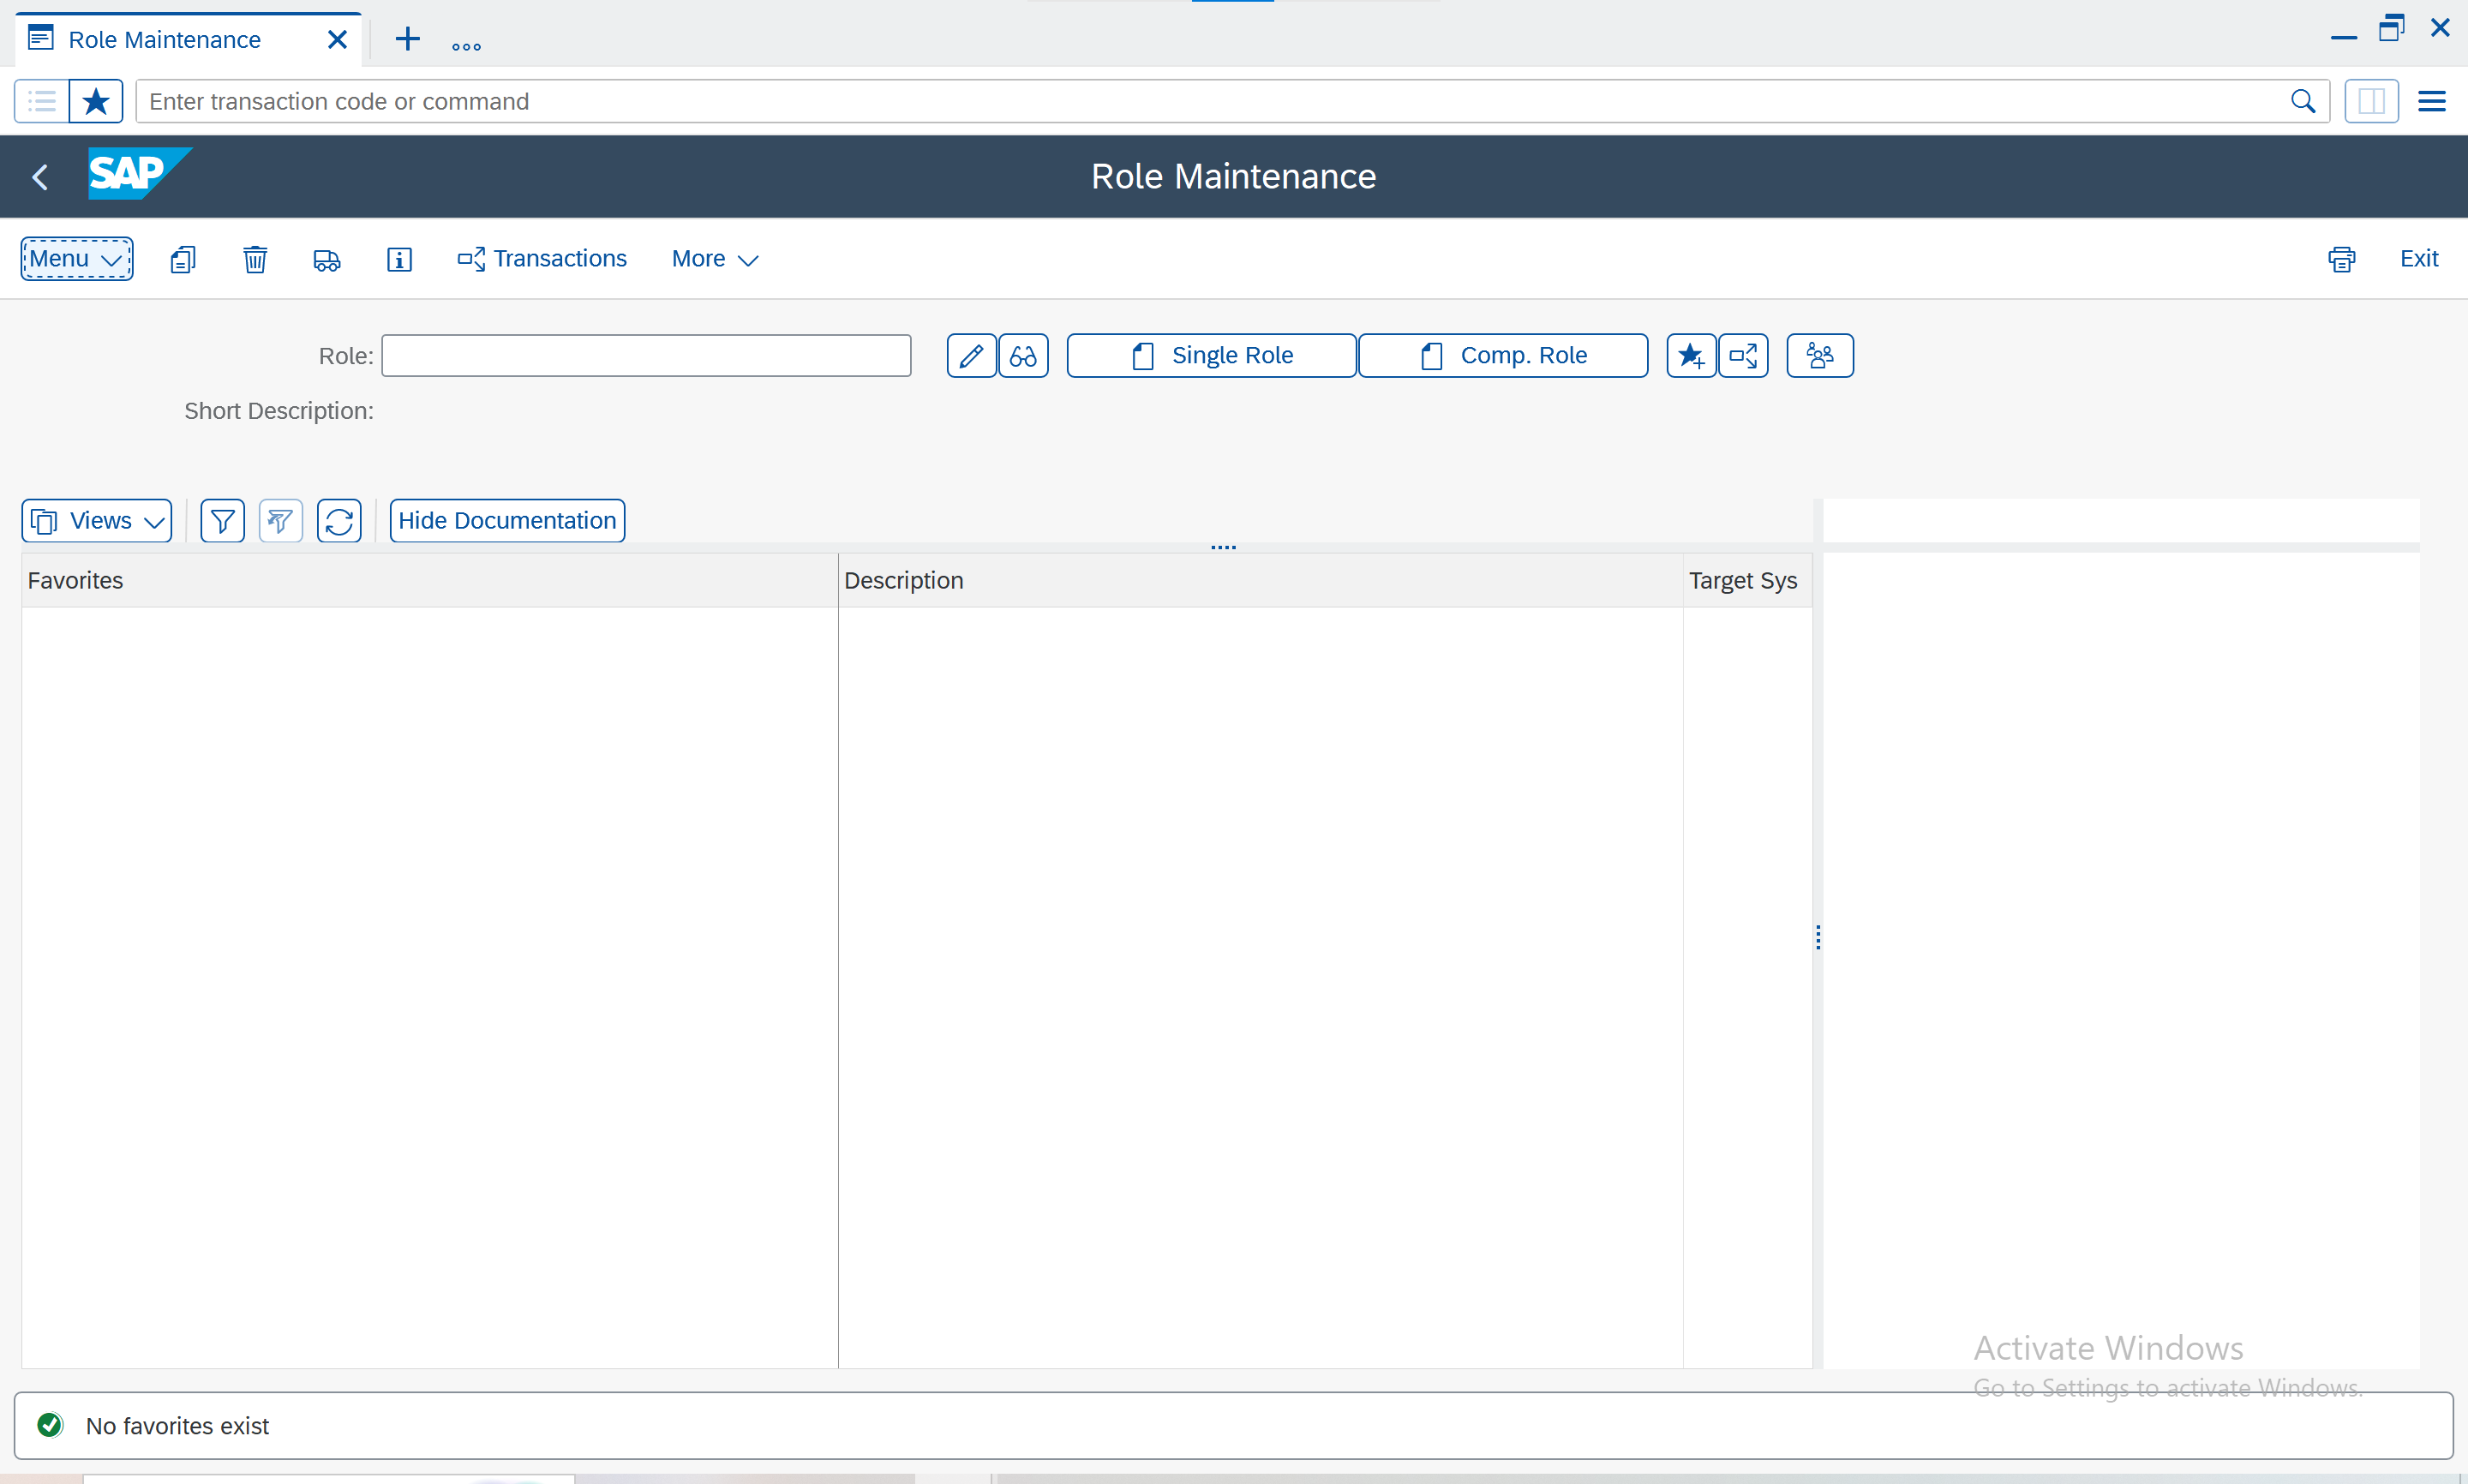 Role Maintenance
Enter transaction code or command
SAP
Role Maintenance
Menu
Transactions
More
Exit
Role:
Single Role
Comp. Role
Short Description:
Views
Hide Documentation
Favorites
Description
Target Sys
Activate Windows
Go to Settings to activate Windows.
No favorites exist